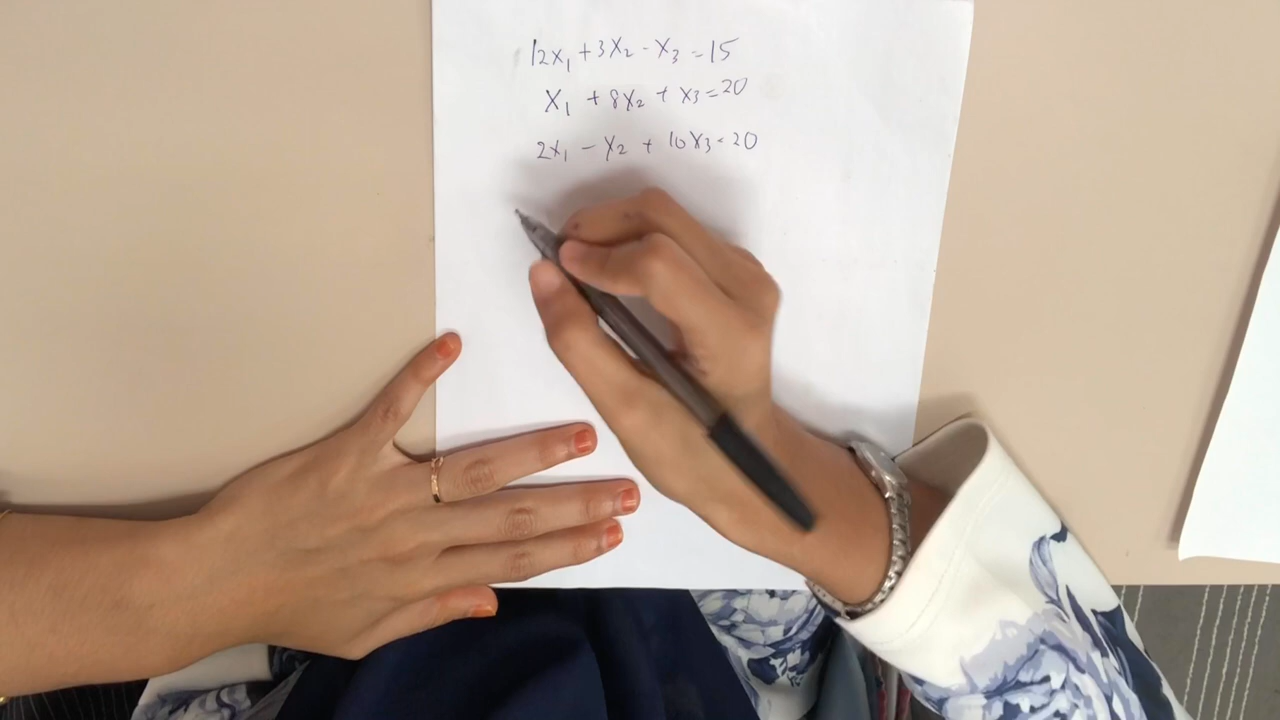 12x₁ + 3x₂ - x₃ = 15
x₁ + 8x₂ + x₃ = 20
2x₁ - x₂ + 10x₃ = 20